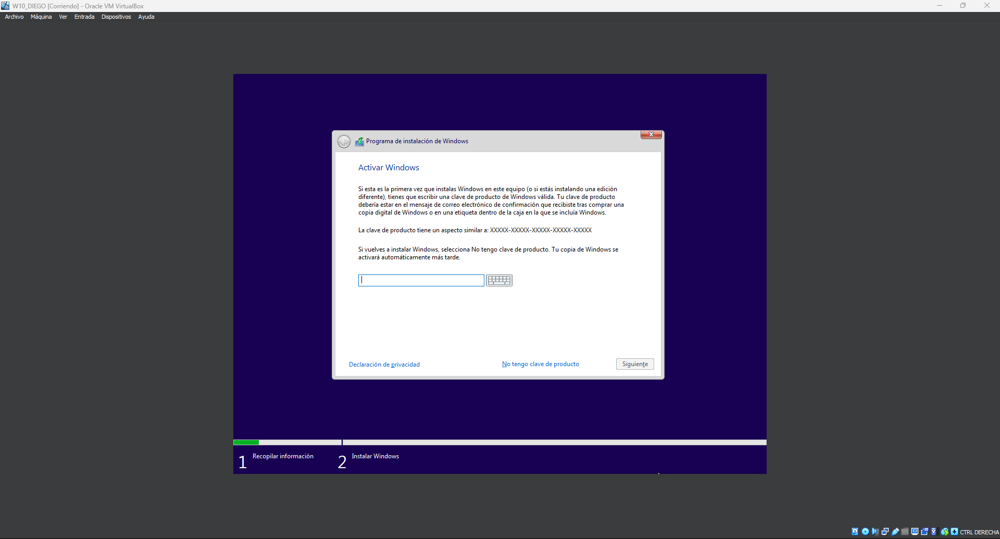 W10_DIEGO [Corriendo] - Oracle VM VirtualBox
Archivo Máquina Ver Entrada Dispositivos Ayuda
Programa de instalación de Windows
Activar Windows
Si esta es la primera vez que instalas Windows en este equipo (o si estás instalando una edición
diferente), tienes que escribir una clave de producto de Windows válida. Tu clave de producto
debería estar en el mensaje de correo electrónico de confirmación que recibiste tras comprar una
copia digital de Windows o en una etiqueta dentro de la caja en la que se incluía Windows.
La clave de producto tiene un aspecto similar a: XXXXX-XXXXX-XXXXX-XXXXX-XXXXX
Si vuelves a instalar Windows, selecciona No tengo clave de producto. Tu copia de Windows se
activará automáticamente más tarde.
Declaración de privacidad No tengo clave de producto Siguiente
1 Recopilar información 2 Instalar Windows
CTRL DERECHA